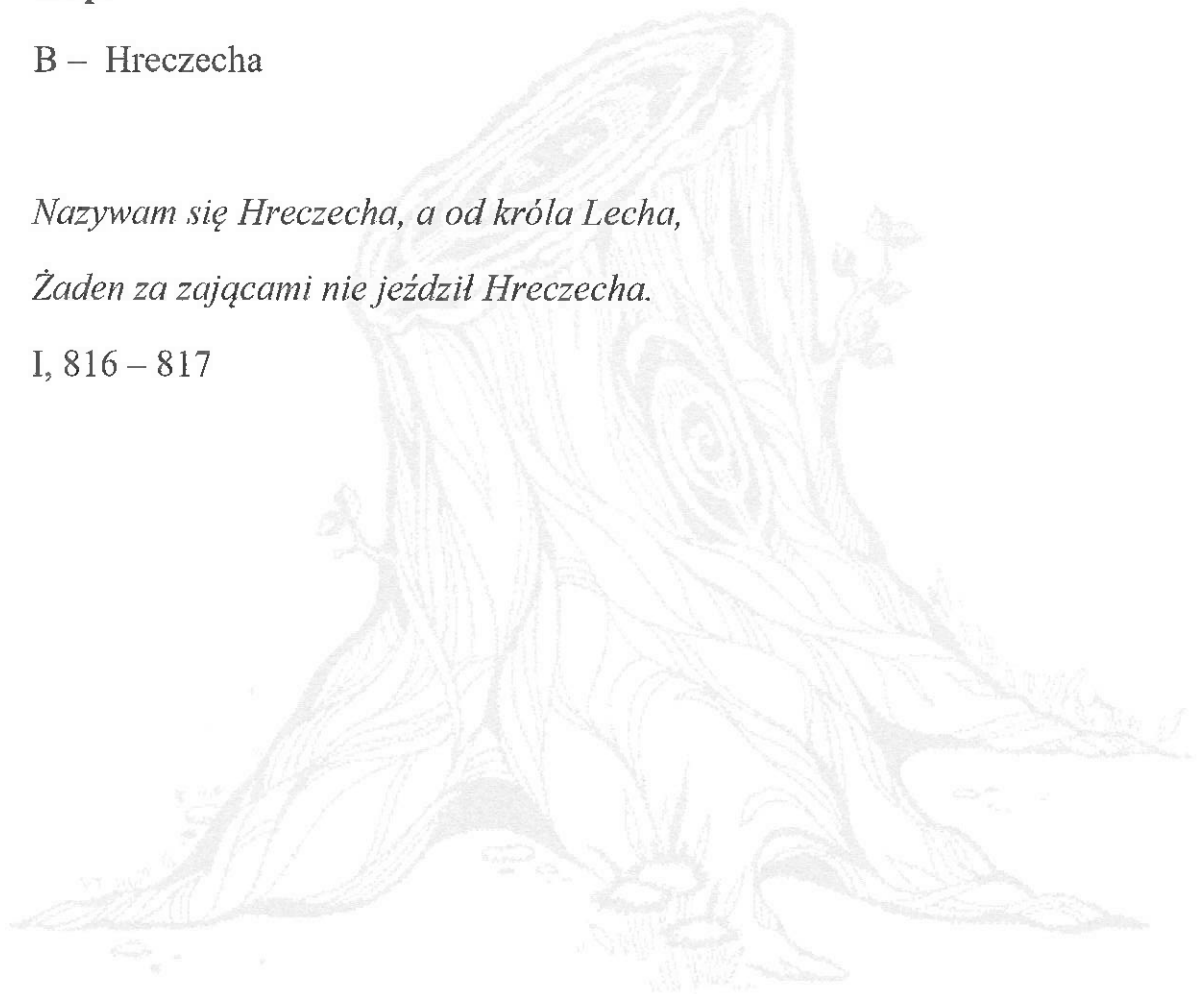 B – Hreczecha
Nazywam się Hreczecha, a od króla Lecha,
Żaden za zającami nie jeździł Hreczecha.
I, 816 – 817